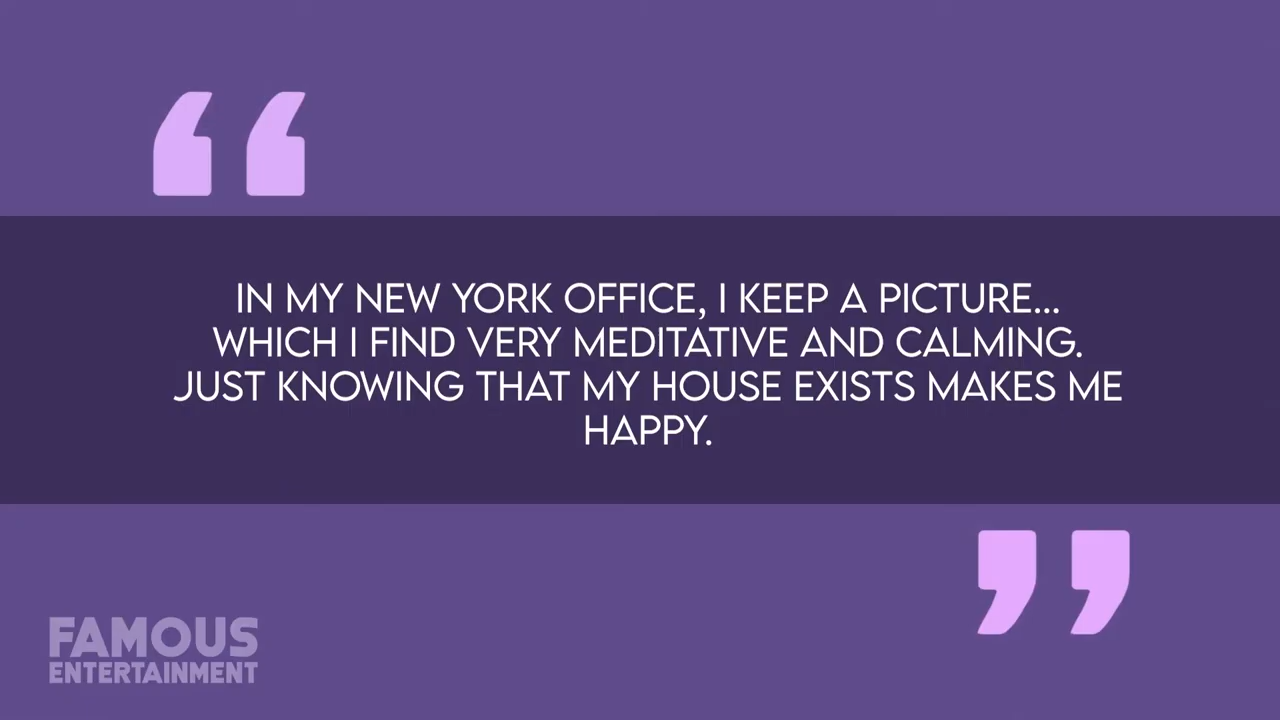 “
IN MY NEW YORK OFFICE, I KEEP A PICTURE...
WHICH I FIND VERY MEDITATIVE AND CALMING.
JUST KNOWING THAT MY HOUSE EXISTS MAKES ME
HAPPY.
”
FAMOUS
ENTERTAINMENT